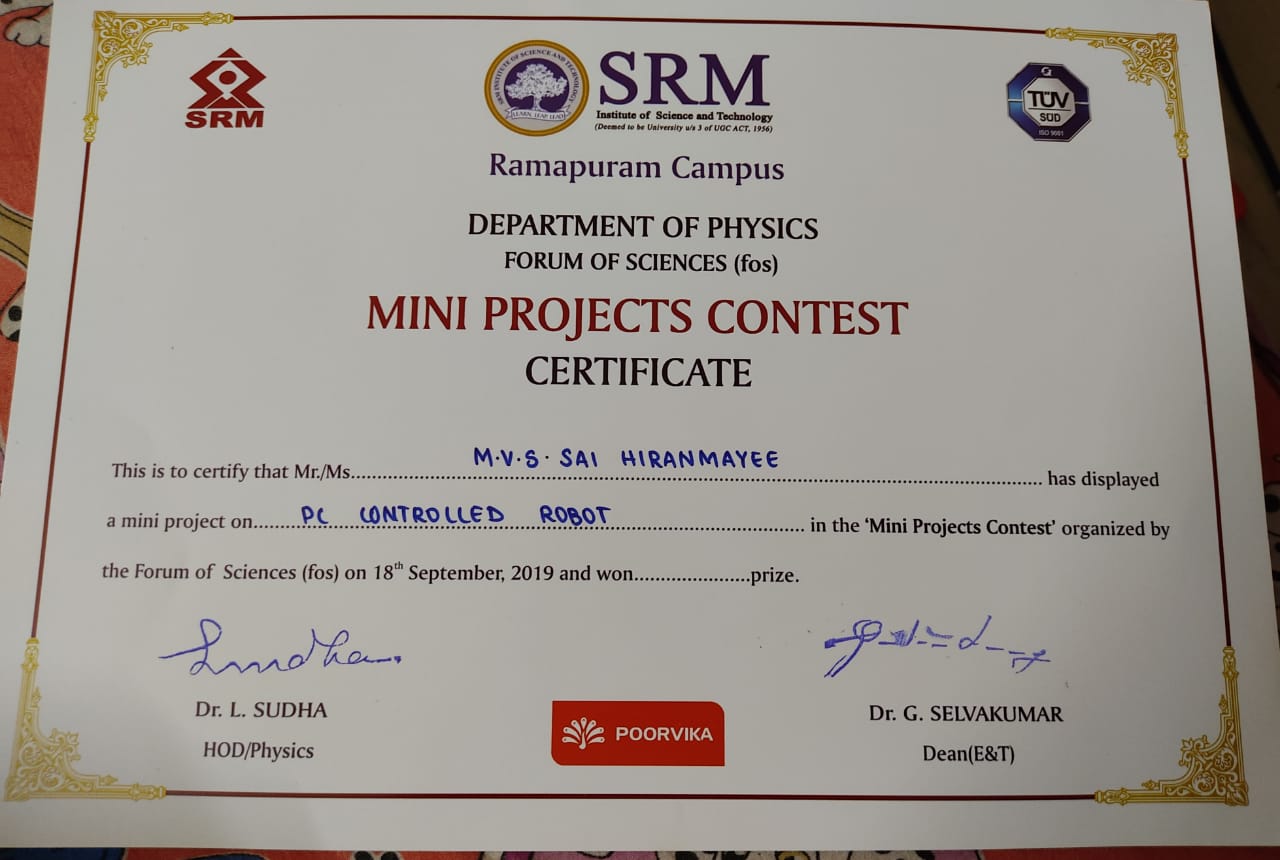 SRM
SRM INSTITUTE OF SCIENCE AND TECHNOLOGY
LEARN. LEAP. LEAD
SRM
Institute of Science and Technology
(Deemed to be University u/s 3 of UGC ACT, 1956)
TÜV
SÜD
ISO 9001
Ramapuram Campus
DEPARTMENT OF PHYSICS
FORUM OF SCIENCES (fos)
MINI PROJECTS CONTEST
CERTIFICATE
This is to certify that Mr./Ms. M.V.S. SAI HIRANMAYEE has displayed
a mini project on PC CONTROLLED ROBOT in the ‘Mini Projects Contest’ organized by
the Forum of Sciences (fos) on 18th September, 2019 and won.....................prize.
Sudha
Dr. L. SUDHA
HOD/Physics
POORVIKA
Dr. G. SELVAKUMAR
Dean(E&T)